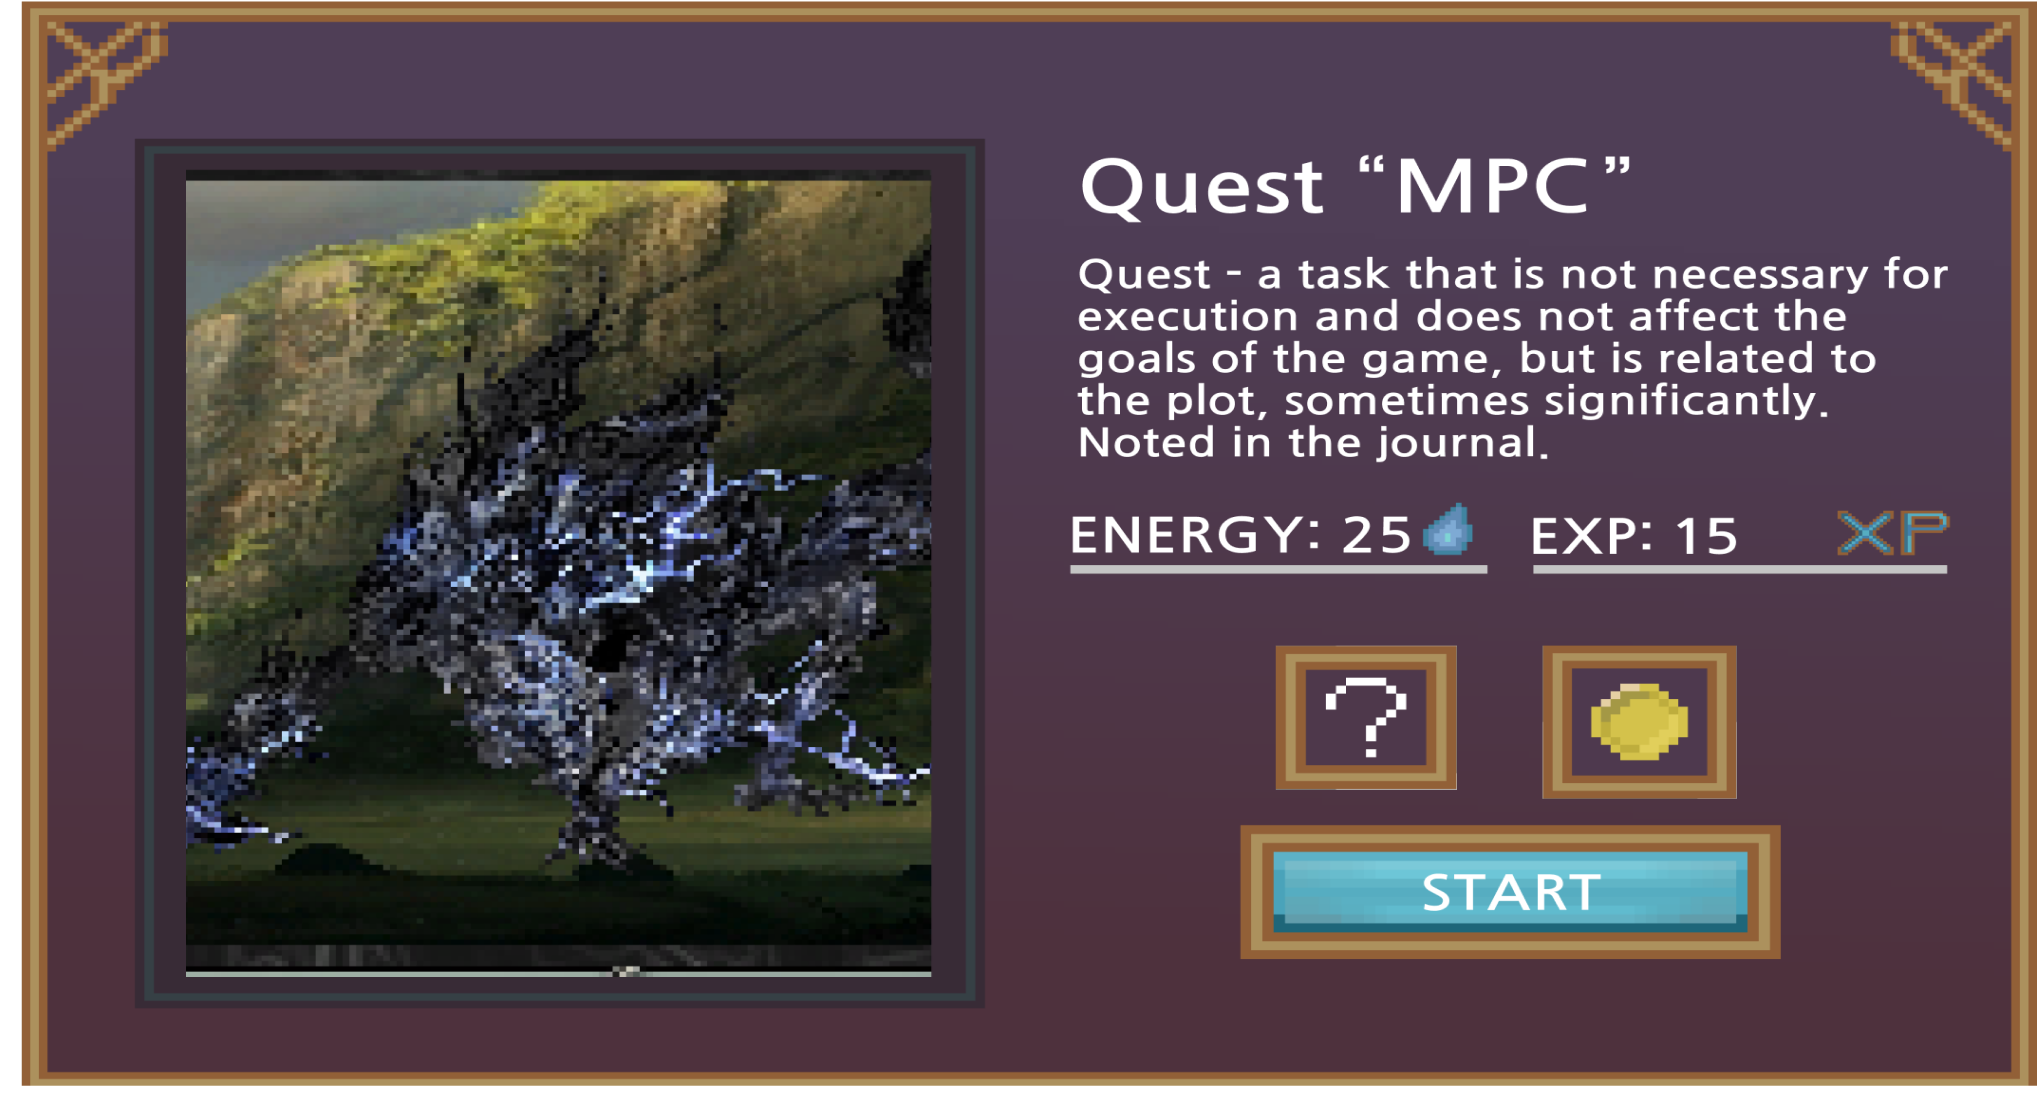 Quest “MPC”
Quest - a task that is not necessary for
execution and does not affect the
goals of the game, but is related to
the plot, sometimes significantly.
Noted in the journal.
ENERGY: 25
EXP: 15 XP
?
START